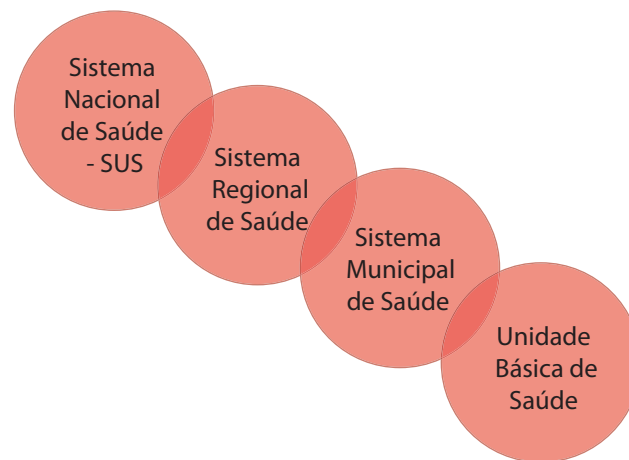 Sistema
Nacional
de Saúde
- SUS
Sistema
Regional
de Saúde
Sistema
Municipal
de Saúde
Unidade
Básica de
Saúde